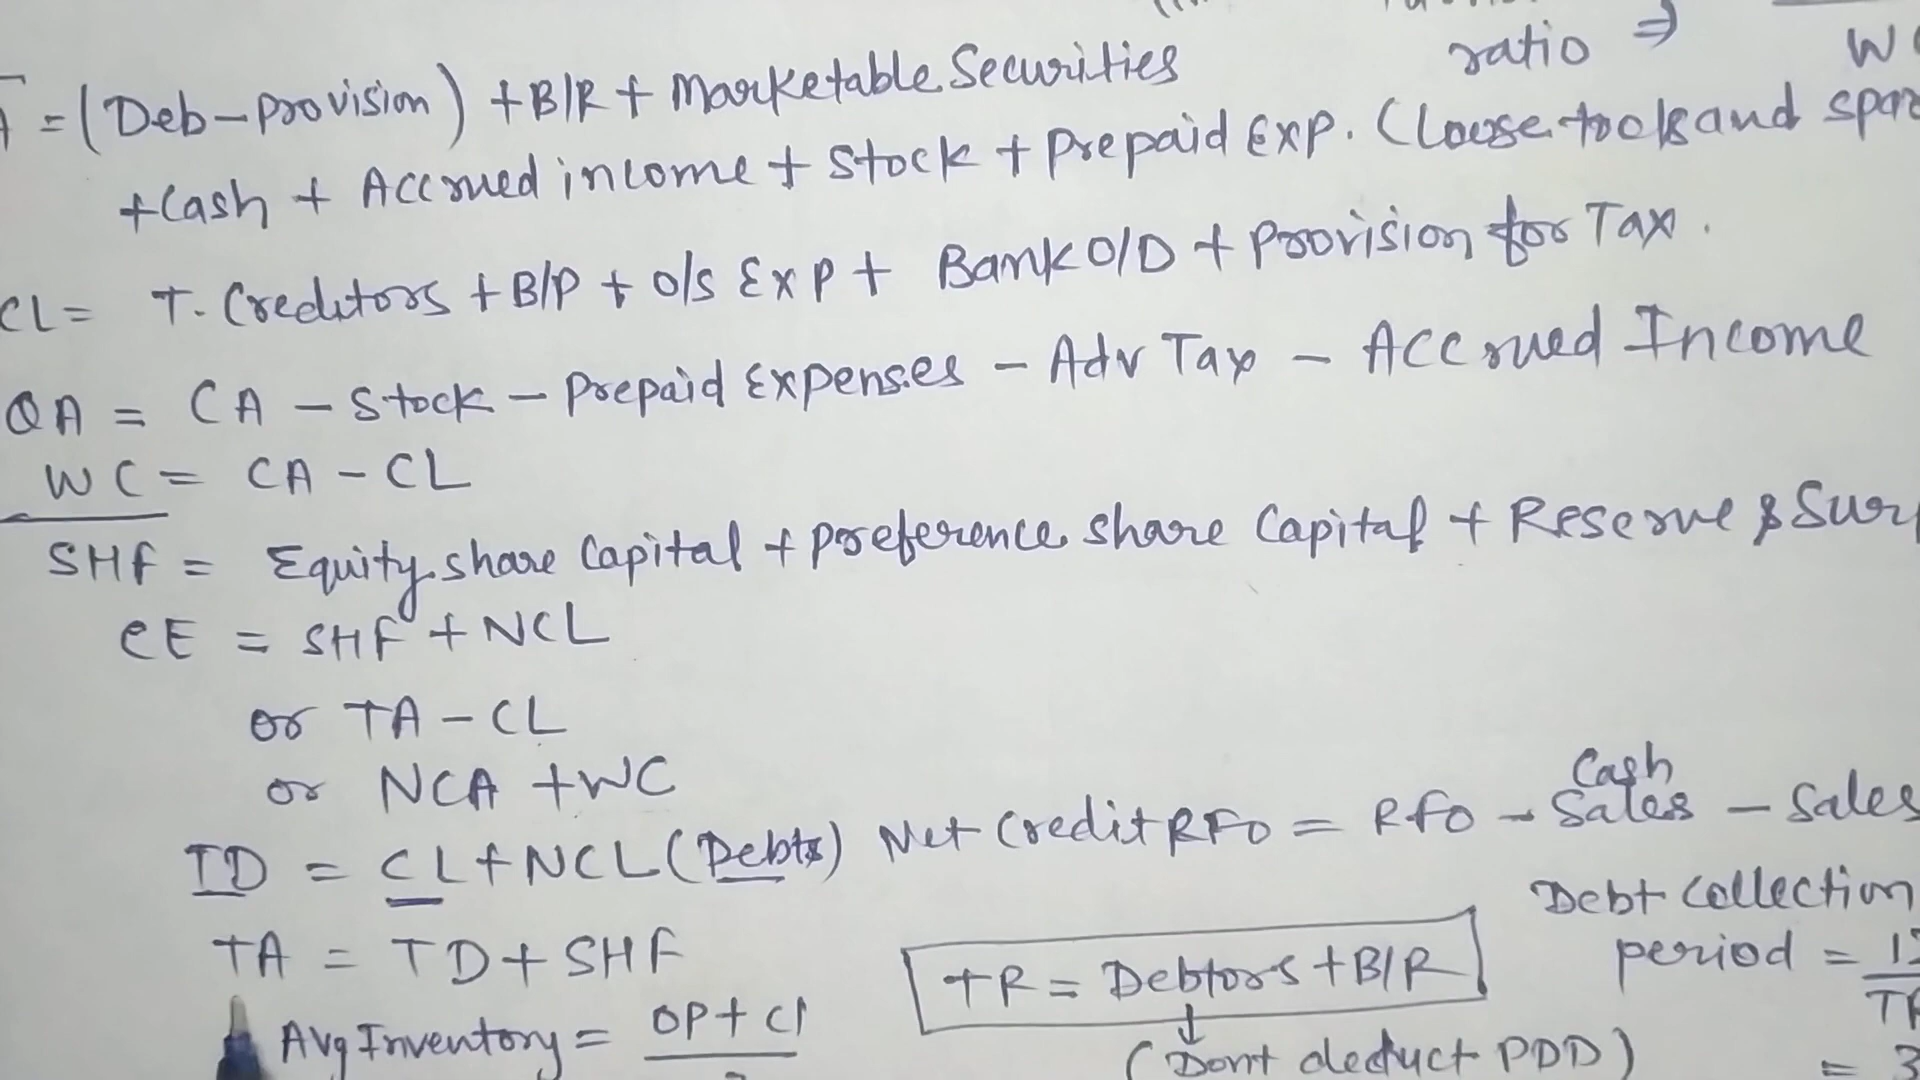 ratio ⇒
A = (Deb-provision) + B/R + Marketable Securities
+ Cash + Accrued income + Stock + Prepaid Exp. (Loose tools and
CL = T. Creditors + B/P + o/s Exp + Bank O/D + Provision for Tax.
QA = CA - Stock - Prepaid Expenses - Adv Tax - Accrued Income
WC = CA - CL
SHF = Equity share Capital + Preference share Capital + Reserve &
CE = SHF + NCL
or TA - CL
or NCA + WC
TD = CL + NCL (Debts) Net Credit RFO = RFO - Cash Sales - Sales
TA = TD + SHF
TR = Debtors + B/R
(Dont deduct PDD)
Debt Collection
period =
Avg Inventory = OP + Cl